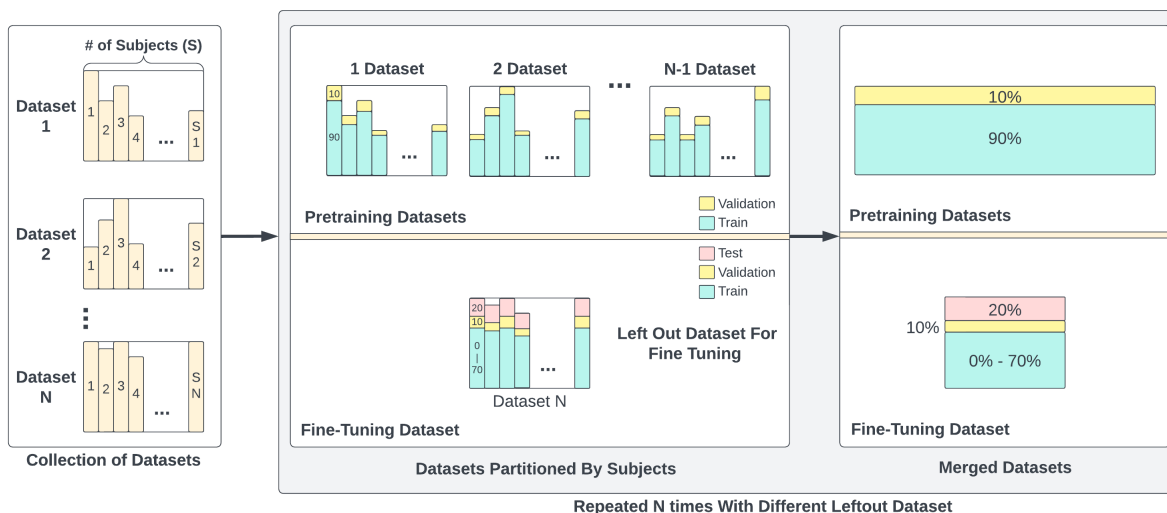 # of Subjects (S)
Dataset
1
1
2
3
4
...
S
1
Dataset
2
1
2
3
4
...
S
2
...
Dataset
N
1
2
3
4
...
S
N
Collection of Datasets
1 Dataset
2 Dataset
...
N-1 Dataset
10
90
...
...
...
Validation
Train
Pretraining Datasets
Test
Validation
Train
20
10
0
|
70
...
Left Out Dataset For
Fine Tuning
Dataset N
Fine-Tuning Dataset
Datasets Partitioned By Subjects
10%
90%
Pretraining Datasets
20%
10%
0% - 70%
Fine-Tuning Dataset
Merged Datasets
Repeated N times With Different Leftout Dataset